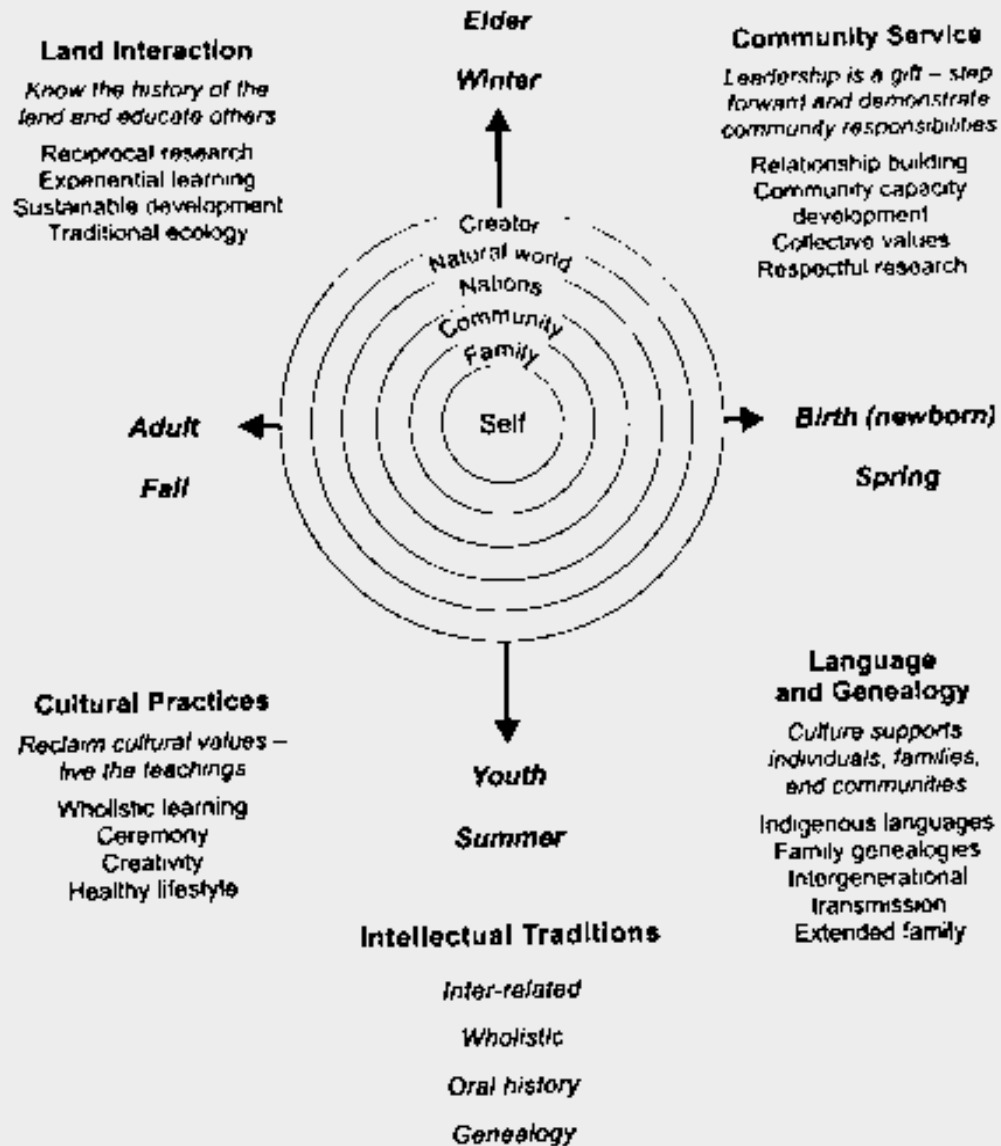 Elder
Winter
Land Interaction
Know the history of the
land and educate others
Reciprocal research
Experiential learning
Sustainable development
Traditional ecology
Community Service
Leadership is a gift – step
forward and demonstrate
community responsibilities
Relationship building
Community capacity
development
Collective values
Respectful research
Creator
Natural world
Nations
Community
Family
Self
Adult
Fall
Birth (newborn)
Spring
Cultural Practices
Reclaim cultural values –
live the teachings
Wholistic learning
Ceremony
Creativity
Healthy lifestyle
Youth
Summer
Language
and Genealogy
Culture supports
individuals, families,
and communities
Indigenous languages
Family genealogies
Intergenerational
transmission
Extended family
Intellectual Traditions
Inter-related
Wholistic
Oral history
Genealogy